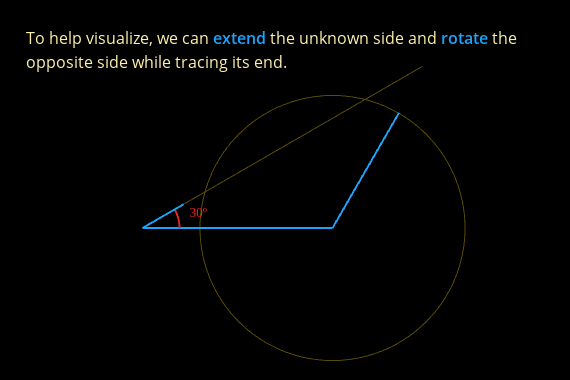 To help visualize, we can extend the unknown side and rotate the
opposite side while tracing its end.
30°